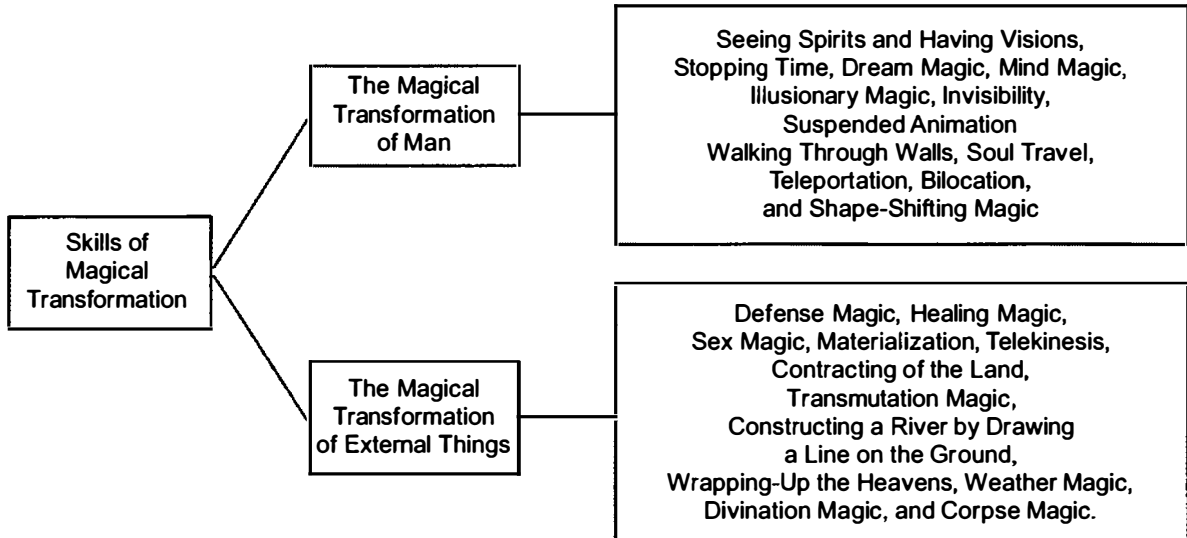 Skills of
Magical
Transformation
The Magical
Transformation
of Man
Seeing Spirits and Having Visions,
Stopping Time, Dream Magic, Mind Magic,
Illusionary Magic, Invisibility,
Suspended Animation
Walking Through Walls, Soul Travel,
Teleportation, Bilocation,
and Shape-Shifting Magic
The Magical
Transformation
of External Things
Defense Magic, Healing Magic,
Sex Magic, Materialization, Telekinesis,
Contracting of the Land,
Transmutation Magic,
Constructing a River by Drawing
a Line on the Ground,
Wrapping-Up the Heavens, Weather Magic,
Divination Magic, and Corpse Magic.